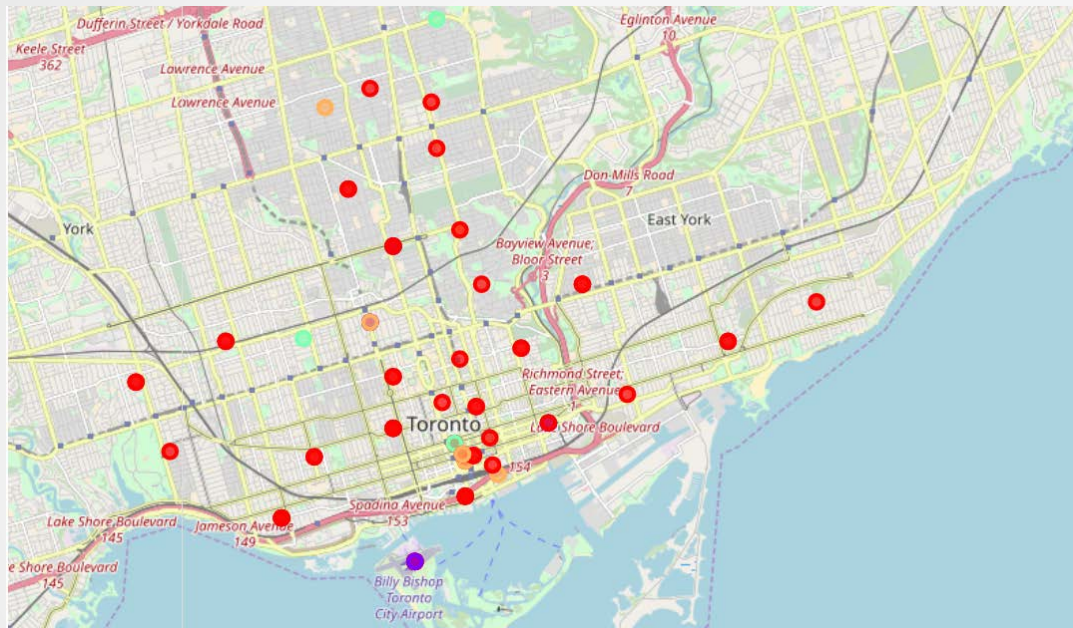 Dufferin Street / Yorkdale Road
Eglinton Avenue
10
Keele Street
362
Lawrence Avenue
Lawrence Avenue
Don Mills Road
7
East York
York
Bayview Avenue;
Bloor Street
3
Richmond Street;
Eastern Avenue
1
Toronto
Lake Shore Boulevard
154
Spadina Avenue
153
Lake Shore Boulevard
145
Jameson Avenue
149
e Shore Boulevard
145
Billy Bishop
Toronto
City Airport